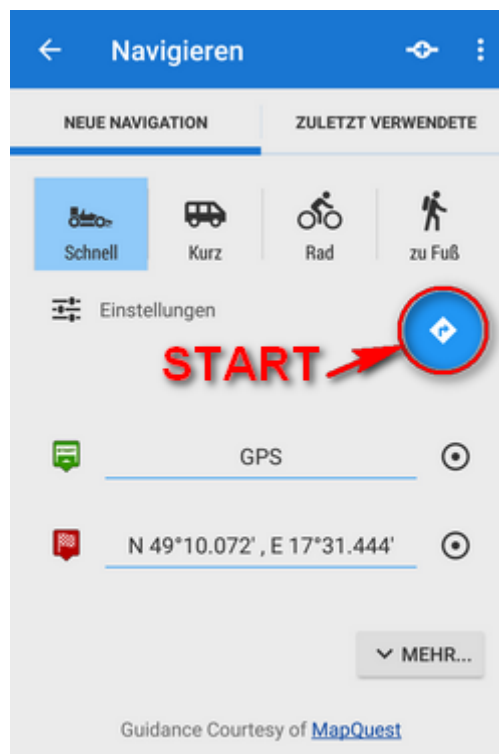 Navigieren
NEUE NAVIGATION ZULETZT VERWENDETE
Schnell Kurz Rad zu Fuß
Einstellungen
START
GPS
N 49°10.072' , E 17°31.444'
MEHR...
Guidance Courtesy of MapQuest